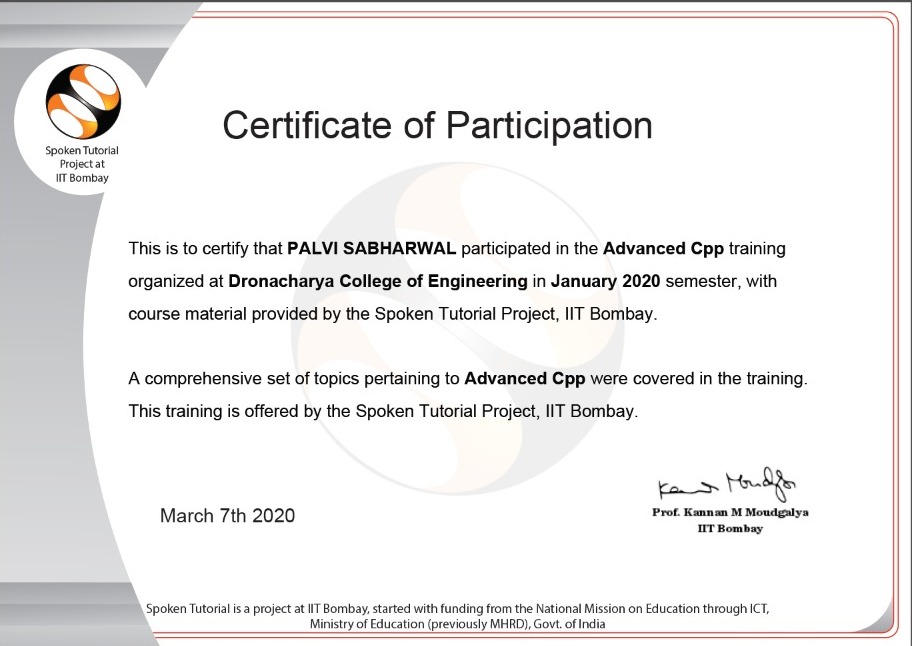 Spoken Tutorial
Project at
IIT Bombay
Certificate of Participation
This is to certify that PALVI SABHARWAL participated in the Advanced Cpp training
organized at Dronacharya College of Engineering in January 2020 semester, with
course material provided by the Spoken Tutorial Project, IIT Bombay.
A comprehensive set of topics pertaining to Advanced Cpp were covered in the training.
This training is offered by the Spoken Tutorial Project, IIT Bombay.
March 7th 2020
Prof. Kannan M Moudgalya
IIT Bombay
Spoken Tutorial is a project at IIT Bombay, started with funding from the National Mission on Education through ICT,
Ministry of Education (previously MHRD), Govt. of India